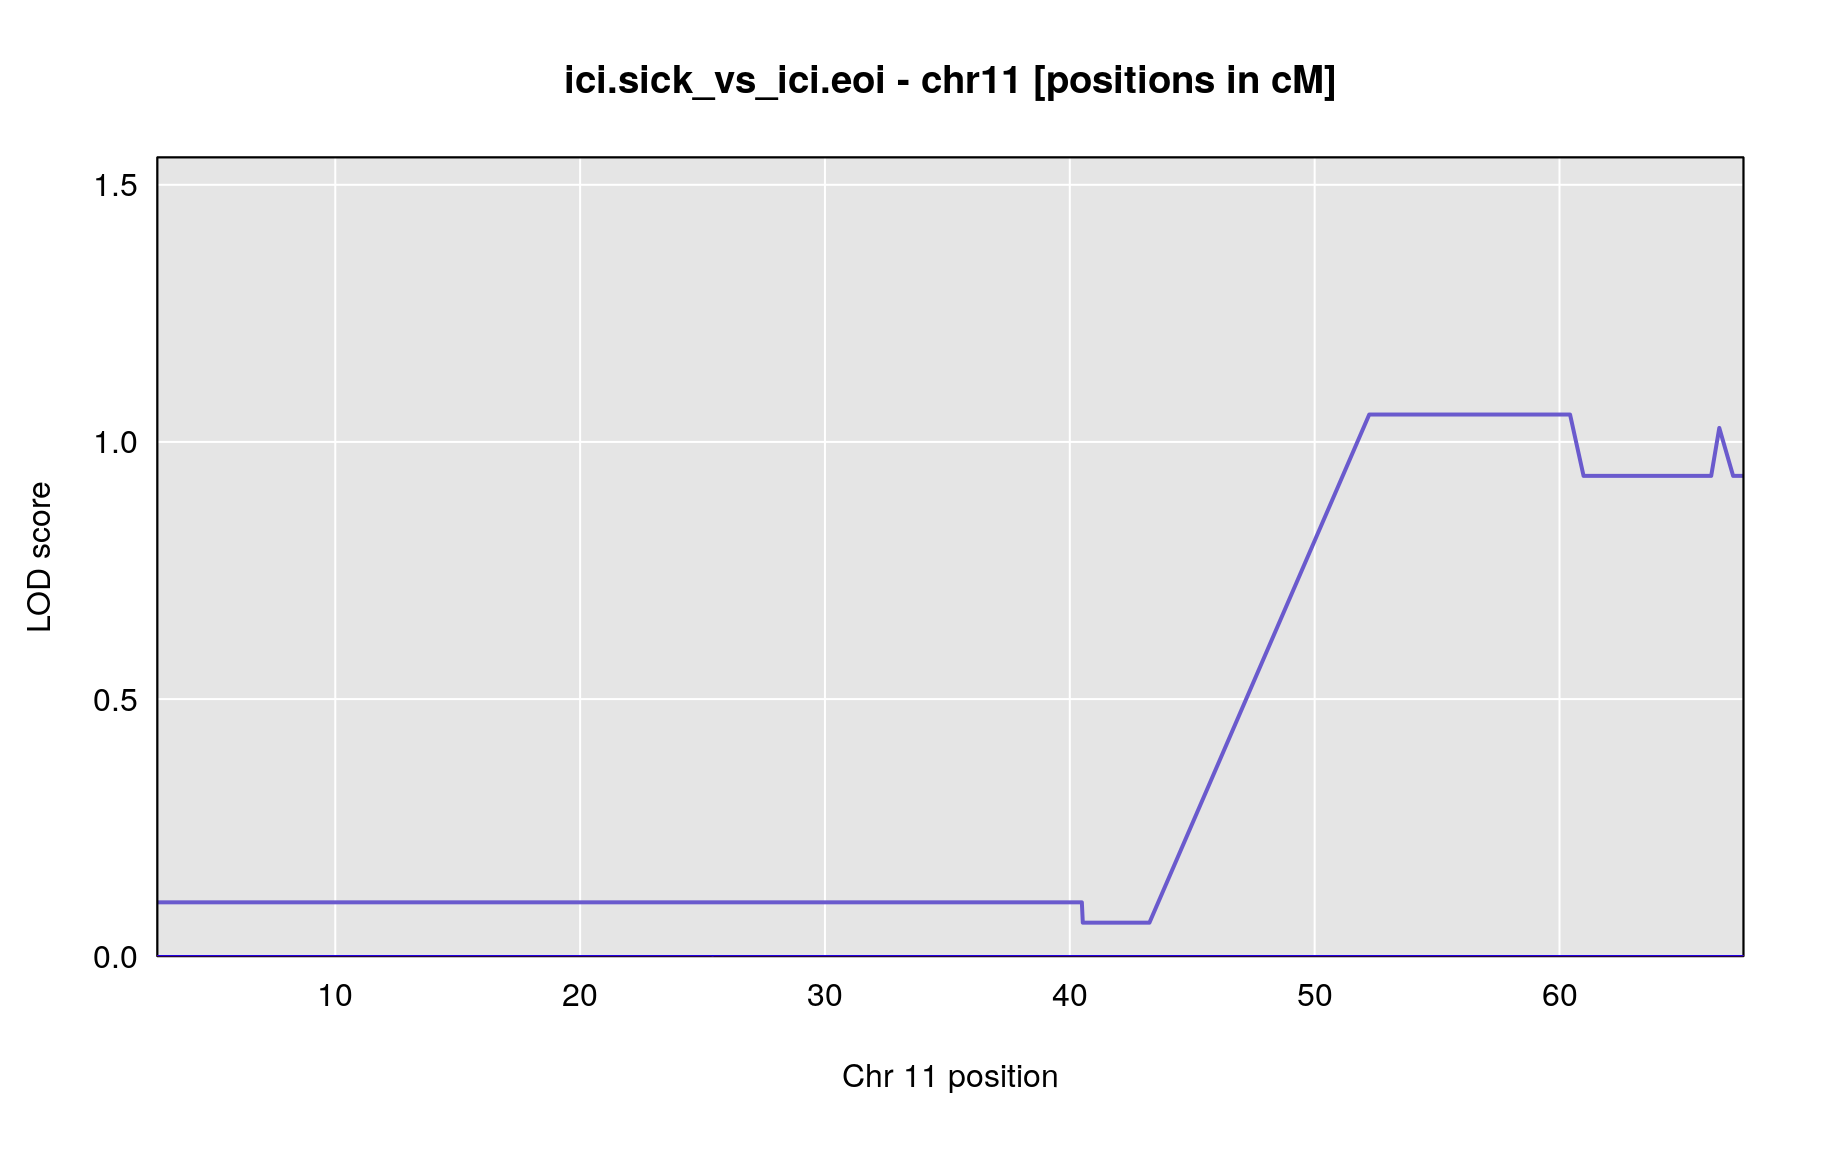 ici.sick_vs_ici.eoi - chr11 [positions in cM]
1.5
1.0
0.5
0.0
LOD score
10 20 30 40 50 60
Chr 11 position